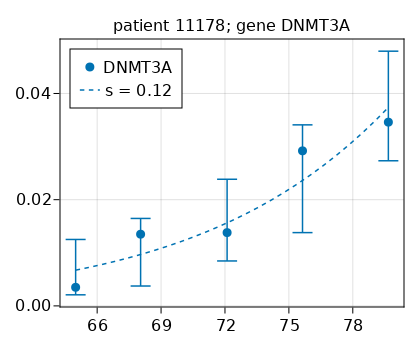 patient 11178; gene DNMT3A
DNMT3A
s = 0.12
0.04
0.02
0.00
66 69 72 75 78